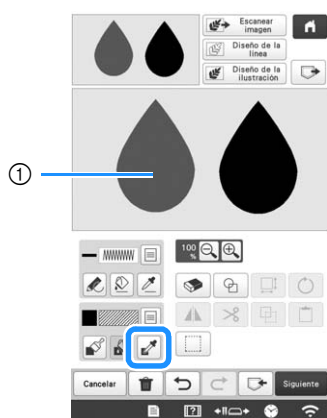 Escanear
imagen
Diseño de la
línea
Diseño de la
ilustración
①
100
%
Cancelar
Siguiente